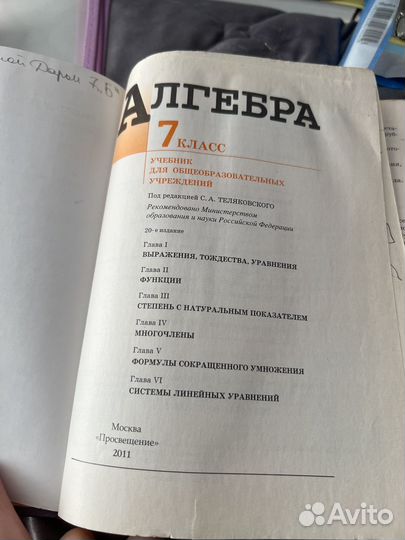 Дарьи 7 „Б"
АЛГЕБРА
7 КЛАСС
УЧЕБНИК
ДЛЯ ОБЩЕОБРАЗОВАТЕЛЬНЫХ
УЧРЕЖДЕНИЙ
Под редакцией С. А. ТЕЛЯКОВСКОГО
Рекомендовано Министерством
образования и науки Российской Федерации
20-е издание
Глава I
ВЫРАЖЕНИЯ, ТОЖДЕСТВА, УРАВНЕНИЯ
Глава II
ФУНКЦИИ
Глава III
СТЕПЕНЬ С НАТУРАЛЬНЫМ ПОКАЗАТЕЛЕМ
Глава IV
МНОГОЧЛЕНЫ
Глава V
ФОРМУЛЫ СОКРАЩЕННОГО УМНОЖЕНИЯ
Глава VI
СИСТЕМЫ ЛИНЕЙНЫХ УРАВНЕНИЙ
Москва
«Просвещение»
2011
Avito